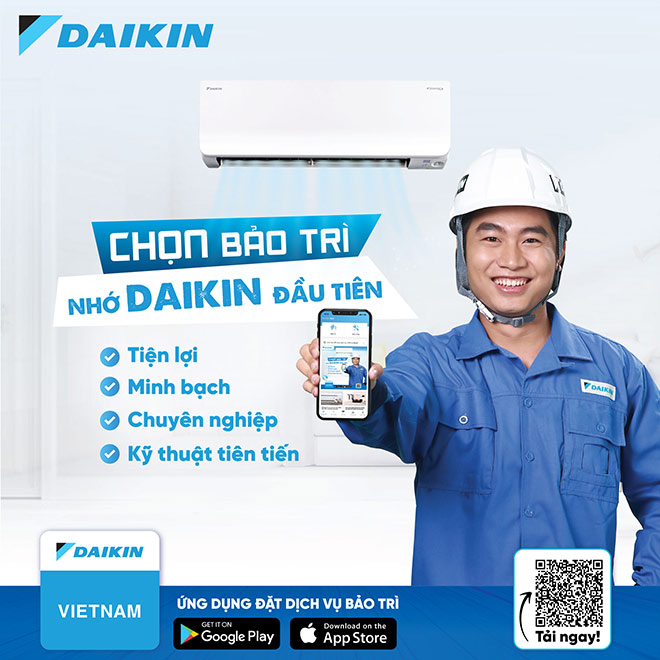 DAIKIN
CHỌN BẢO TRÌ
NHỚ DAIKIN ĐẦU TIÊN
Tiện lợi
Minh bạch
Chuyên nghiệp
Kỹ thuật tiên tiến
DAIKIN
DAIKIN
VIETNAM
ỨNG DỤNG ĐẶT DỊCH VỤ BẢO TRÌ
GET IT ON
Google Play
Download on the
App Store
Tải ngay!